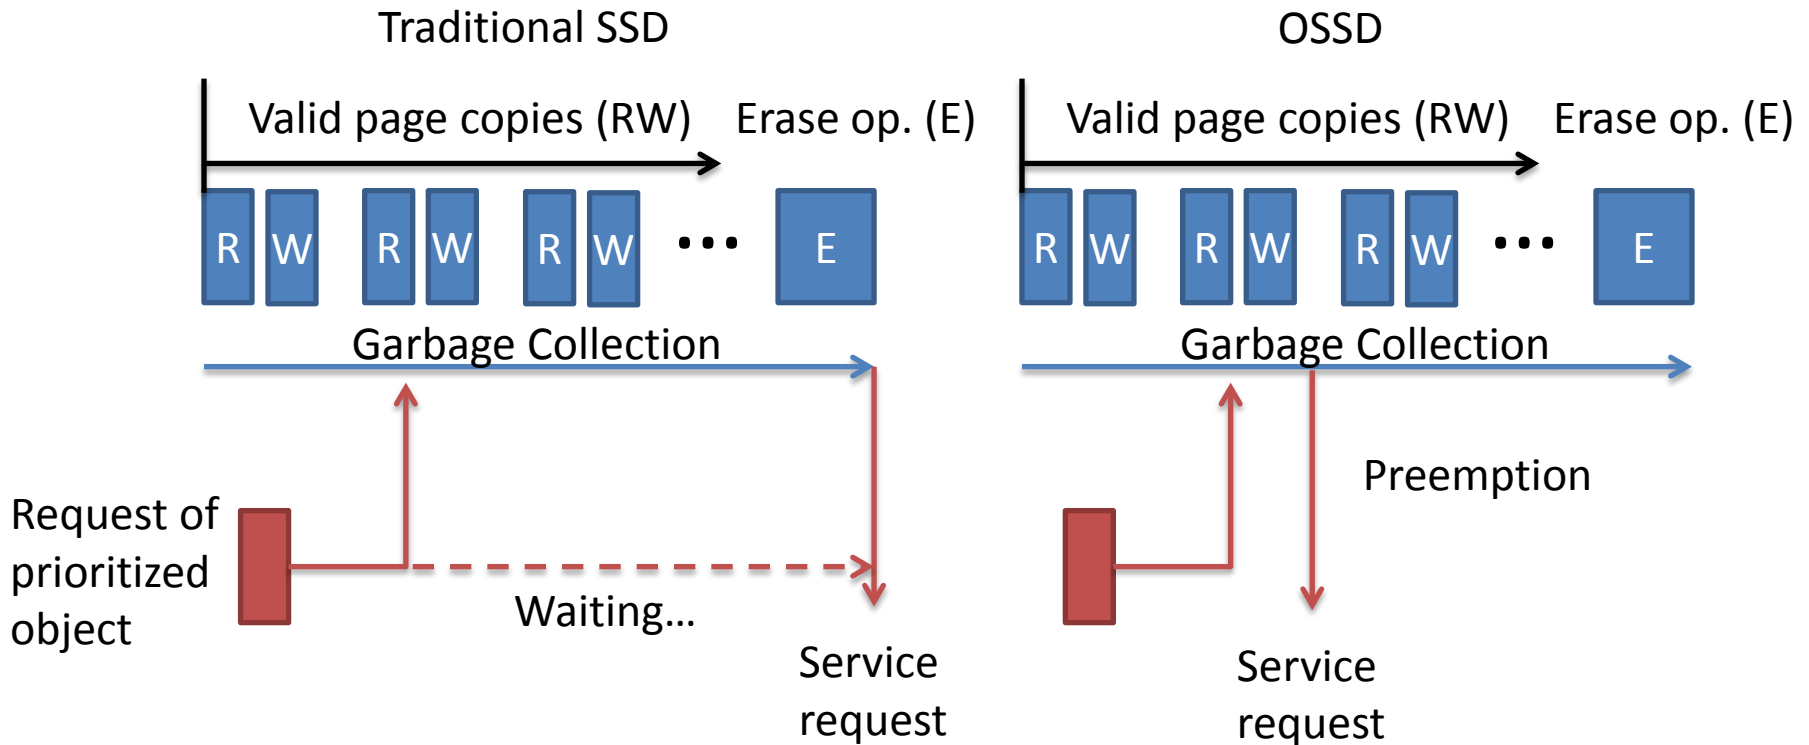 Traditional SSD
Valid page copies (RW) Erase op. (E)
R W R W R W ... E
Garbage Collection
Request of
prioritized
object
Waiting...
Service
request
OSSD
Valid page copies (RW) Erase op. (E)
R W R W R W ... E
Garbage Collection
Preemption
Service
request